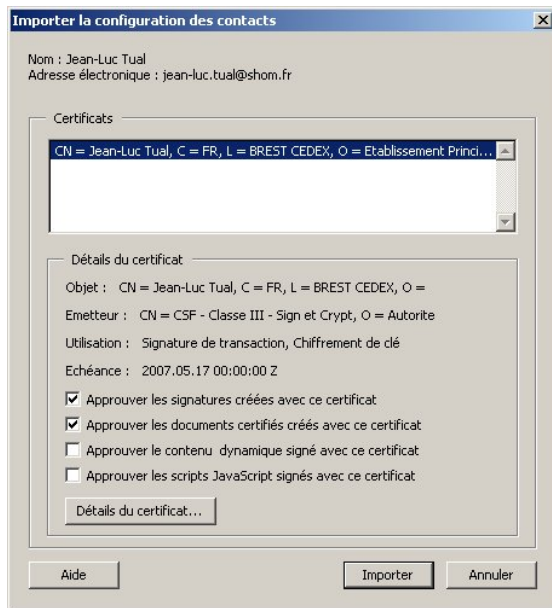 Importer la configuration des contacts
Nom : Jean-Luc Tual
Adresse électronique : jean-luc.tual@shom.fr
Certificats
CN = Jean-Luc Tual, C = FR, L = BREST CEDEX, O = Etablissement Princi...
Détails du certificat
Objet : CN = Jean-Luc Tual, C = FR, L = BREST CEDEX, O =
Emetteur : CN = CSF - Classe III - Sign et Crypt, O = Autorite
Utilisation : Signature de transaction, Chiffrement de clé
Echéance : 2007.05.17 00:00:00 Z
Approuver les signatures créées avec ce certificat
Approuver les documents certifiés créés avec ce certificat
Approuver le contenu dynamique signé avec ce certificat
Approuver les scripts JavaScript signés avec ce certificat
Détails du certificat...
Aide
Importer
Annuler